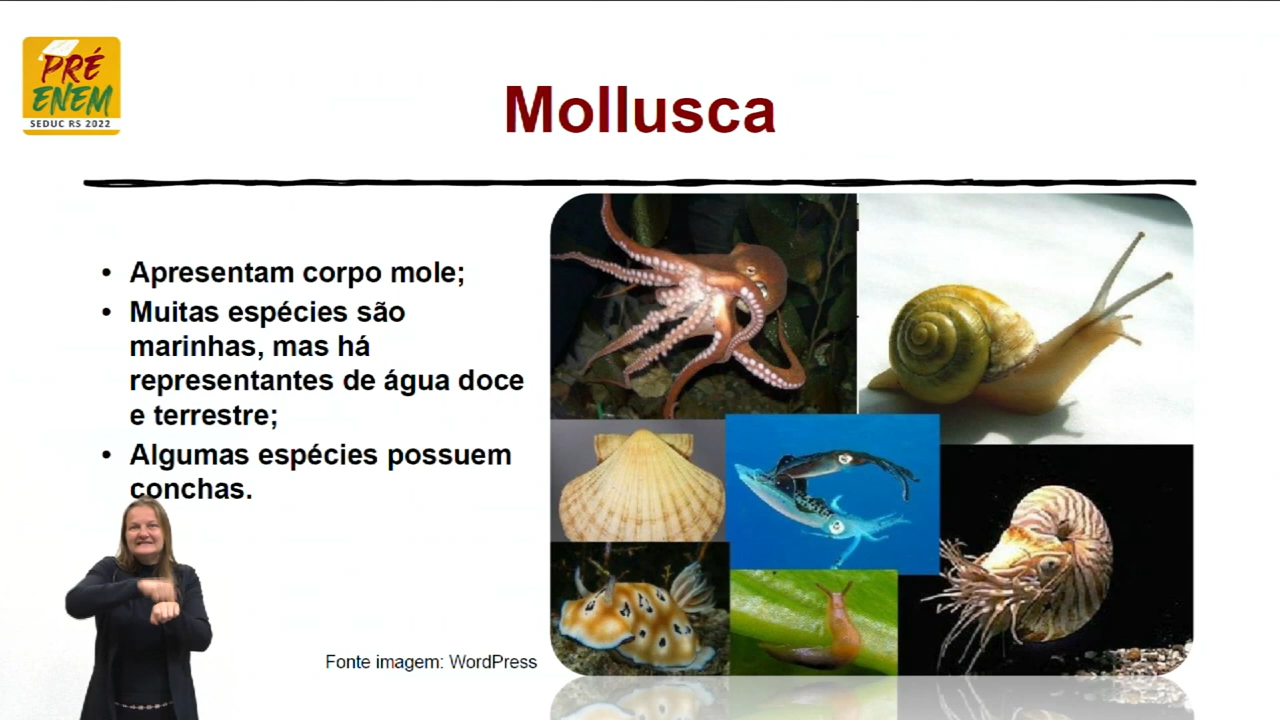 PRÉ
ENEM
SEDUC RS 2022
Mollusca
• Apresentam corpo mole;
• Muitas espécies são
marinhas, mas há
representantes de água doce
e terrestre;
• Algumas espécies possuem
conchas.
Fonte imagem: WordPress